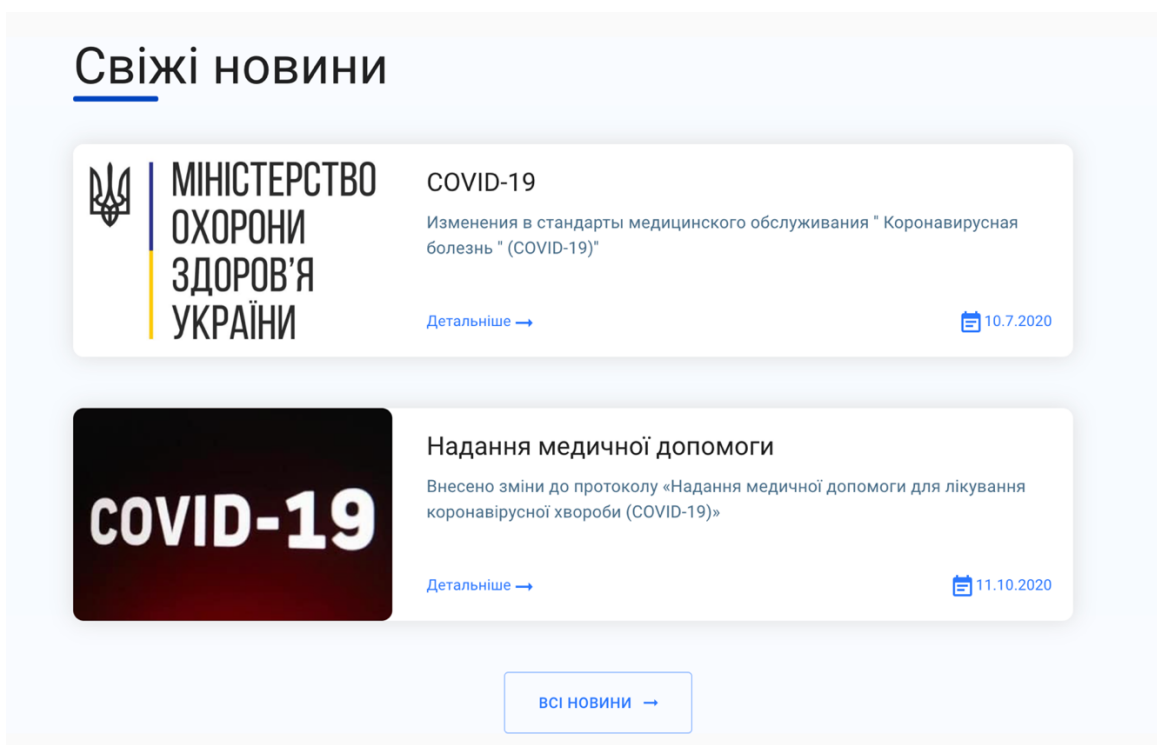 Свіжі новини
МІНІСТЕРСТВО
ОХОРОНИ
ЗДОРОВ’Я
УКРАЇНИ
COVID-19
Изменения в стандарты медицинского обслуживания " Коронавирусная
болезнь " (COVID-19)"
Детальніше →
10.7.2020
COVID-19
Надання медичної допомоги
Внесено зміни до протоколу «Надання медичної допомоги для лікування
коронавірусної хвороби (COVID-19)»
Детальніше →
11.10.2020
ВСІ НОВИНИ →